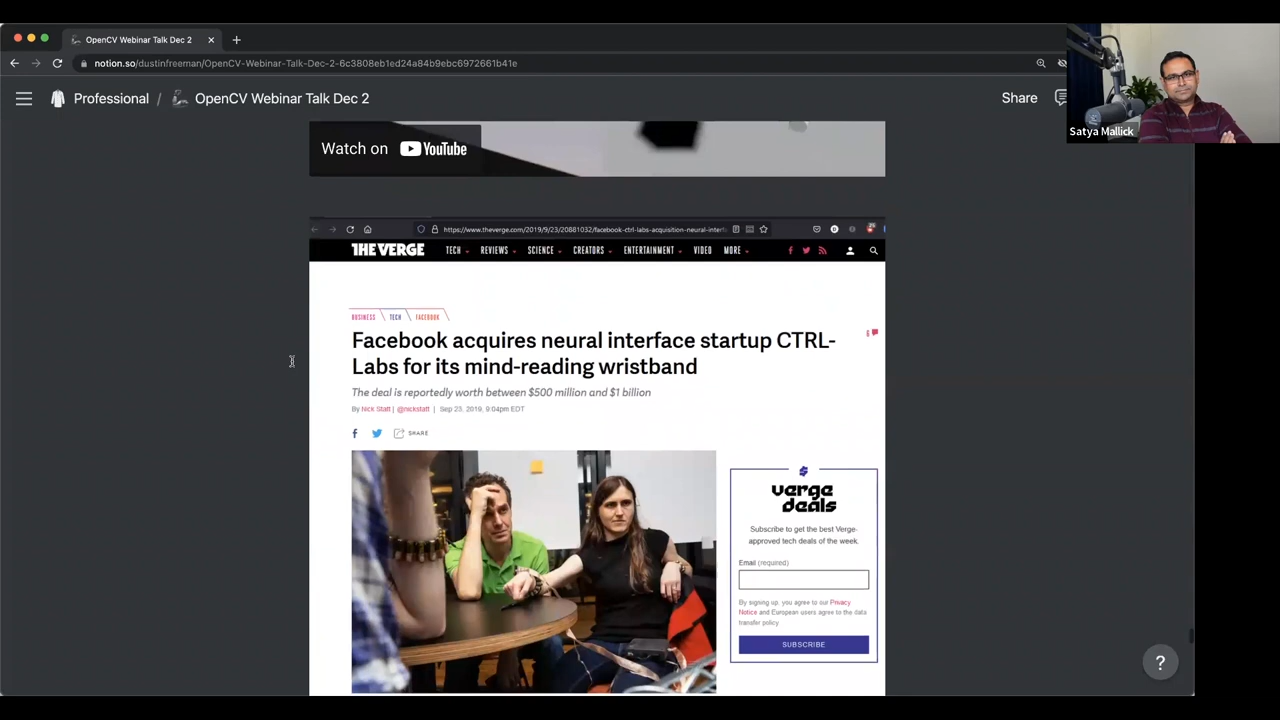 OpenCV Webinar Talk Dec 2
notion.so/dustinfreeman/OpenCV-Webinar-Talk-Dec-2-6c3808eb1ed24a84b9ebc6972661b41e
Professional / OpenCV Webinar Talk Dec 2
Share
Satya Mallick
Watch on YouTube
https://www.theverge.com/2019/9/23/20881032/facebook-ctrl-labs-acquisition-neural-interf
THE VERGE TECH REVIEWS SCIENCE CREATORS ENTERTAINMENT VIDEO MORE
BUSINESS TECH FACEBOOK
Facebook acquires neural interface startup CTRL-
Labs for its mind-reading wristband
The deal is reportedly worth between $500 million and $1 billion
By Nick Statt | @nickstatt | Sep 23, 2019, 9:04pm EDT
SHARE
verge
deals
Subscribe to get the best Verge-
approved tech deals of the week.
Email (required)
By signing up, you agree to our Privacy
Notice and European users agree to the data
transfer policy
SUBSCRIBE
?